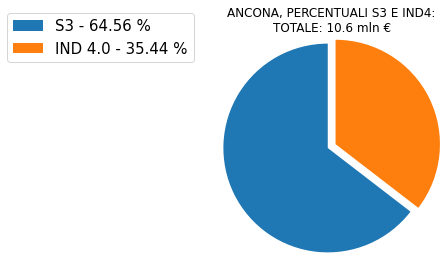 ANCONA, PERCENTUALI S3 E IND4:
TOTALE: 10.6 mln €
S3 - 64.56 %
IND 4.0 - 35.44 %